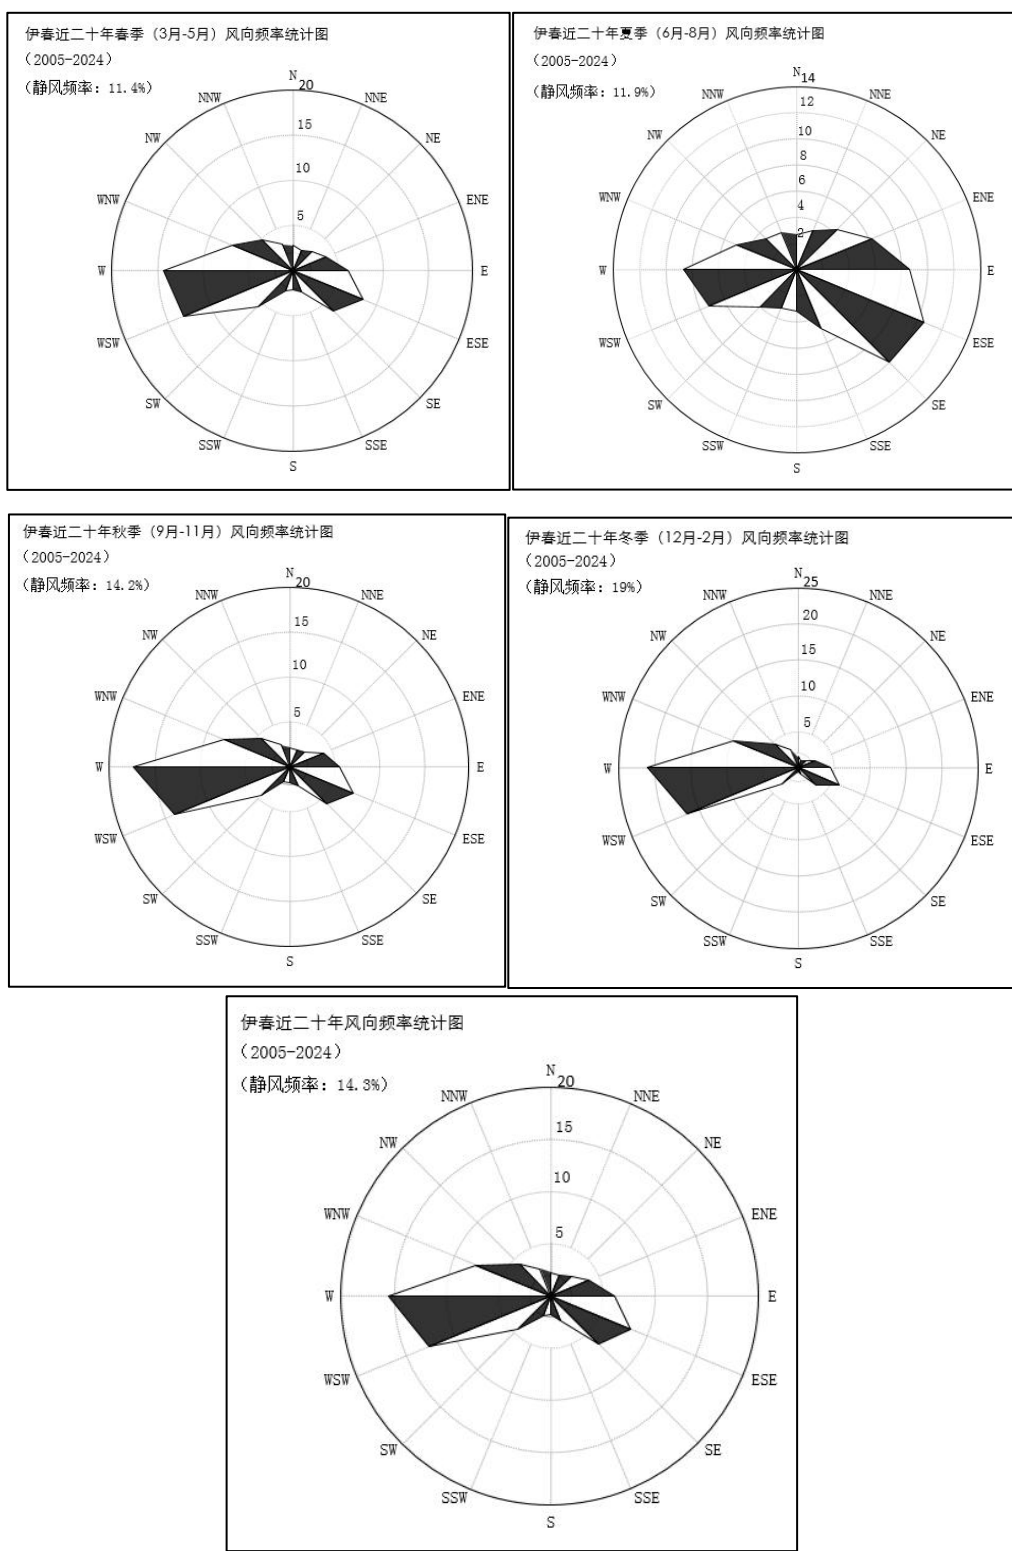 伊春近二十年春季（3月-5月）风向频率统计图
（2005-2024）
（静风频率：11.4%）
N
20
NNW
NNE
NW
15
NE
10
WNW
ENE
5
W
E
WSW
ESE
SW
SE
SSW
SSE
S
伊春近二十年夏季（6月-8月）风向频率统计图
（2005-2024）
（静风频率：11.9%）
N
14
NNW
NNE
12
NW
NE
10
8
WNW
6
ENE
4
2
W
E
WSW
ESE
SW
SE
SSW
SSE
S
伊春近二十年秋季（9月-11月）风向频率统计图
（2005-2024）
（静风频率：14.2%）
N
20
NNW
NNE
NW
15
NE
10
WNW
ENE
5
W
E
WSW
ESE
SW
SE
SSW
SSE
S
伊春近二十年冬季（12月-2月）风向频率统计图
（2005-2024）
（静风频率：19%）
N
25
NNW
NNE
20
NW
NE
15
10
WNW
ENE
5
W
E
WSW
ESE
SW
SE
SSW
SSE
S
伊春近二十年风向频率统计图
（2005-2024）
（静风频率：14.3%）
N
20
NNW
NNE
15
NW
NE
10
WNW
ENE
5
W
E
WSW
ESE
SW
SE
SSW
SSE
S